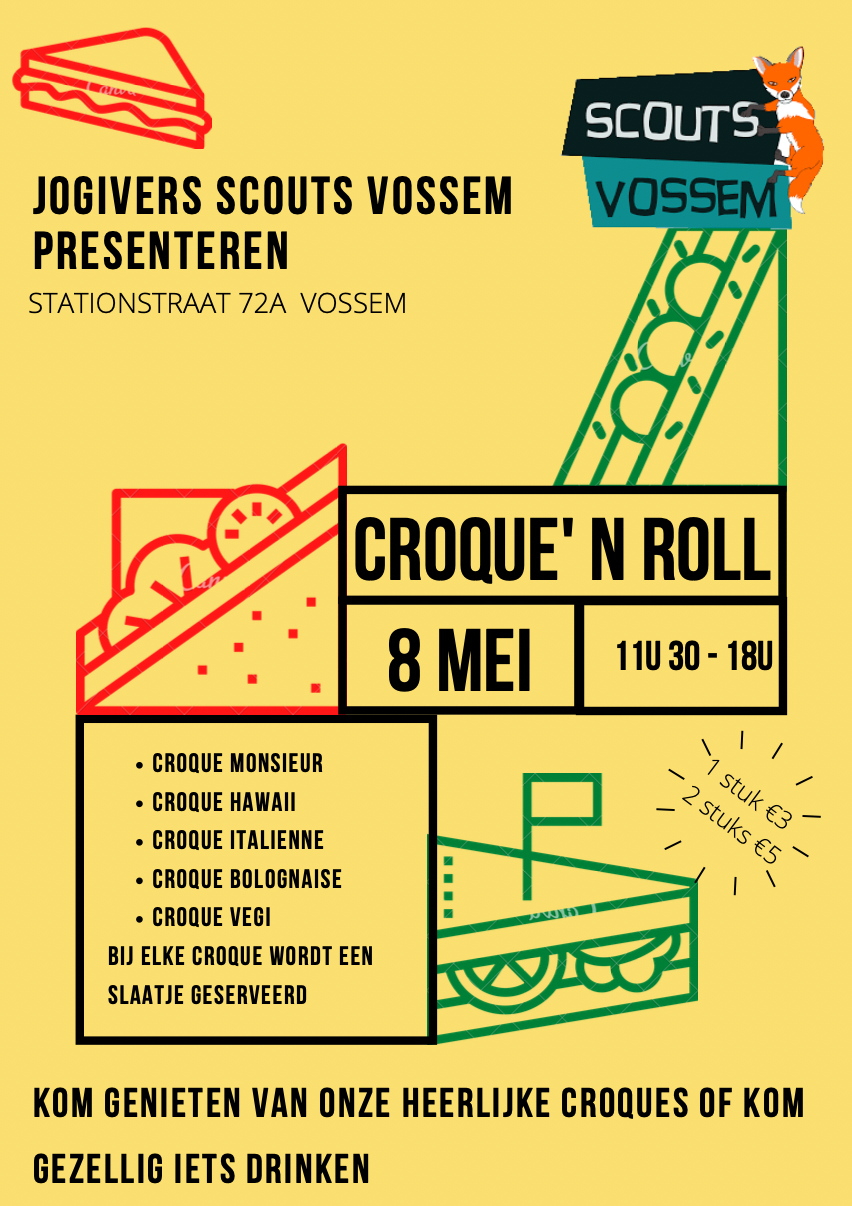 SCOUTS
VOSSEM
JOGIVERS SCOUTS VOSSEM
PRESENTEREN
STATIONSTRAAT 72A VOSSEM
CROQUE' N ROLL
8 MEI
11U 30 - 18U
• CROQUE MONSIEUR
• CROQUE HAWAII
• CROQUE ITALIENNE
• CROQUE BOLOGNAISE
• CROQUE VEGI
BIJ ELKE CROQUE WORDT EEN
SLAATJE GESERVEERD
1 stuk €3
2 stuks €5
KOM GENIETEN VAN ONZE HEERLIJKE CROQUES OF KOM
GEZELLIG IETS DRINKEN